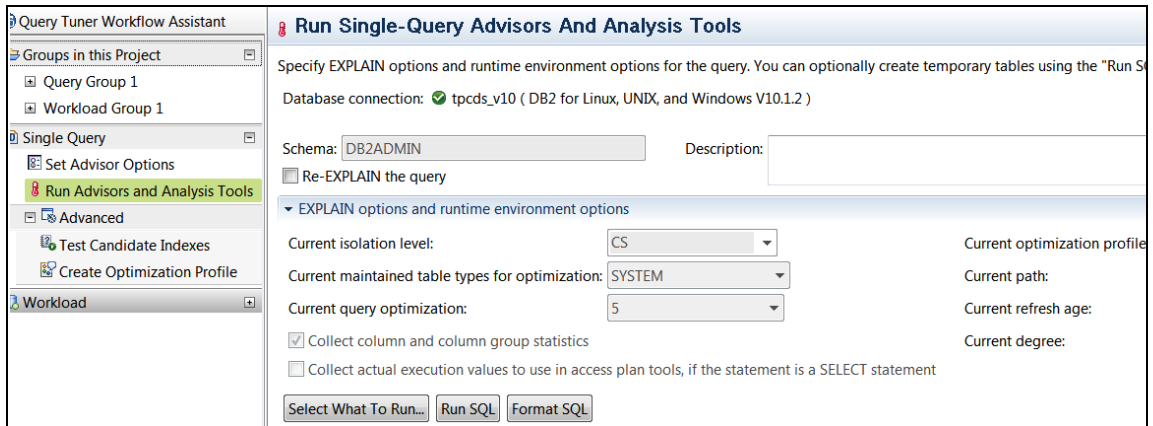 Query Tuner Workflow Assistant
Groups in this Project
Query Group 1
Workload Group 1
Single Query
Set Advisor Options
Run Advisors and Analysis Tools
Advanced
Test Candidate Indexes
Create Optimization Profile
Workload
Run Single-Query Advisors And Analysis Tools
Specify EXPLAIN options and runtime environment options for the query. You can optionally create temporary tables using the "Run S
Database connection: tpcds_v10 ( DB2 for Linux, UNIX, and Windows V10.1.2 )
Schema: DB2ADMIN Description:
Re-EXPLAIN the query
EXPLAIN options and runtime environment options
Current isolation level: CS Current optimization profile
Current maintained table types for optimization: SYSTEM Current path:
Current query optimization: 5 Current refresh age:
Collect column and column group statistics Current degree:
Collect actual execution values to use in access plan tools, if the statement is a SELECT statement
Select What To Run... Run SQL Format SQL